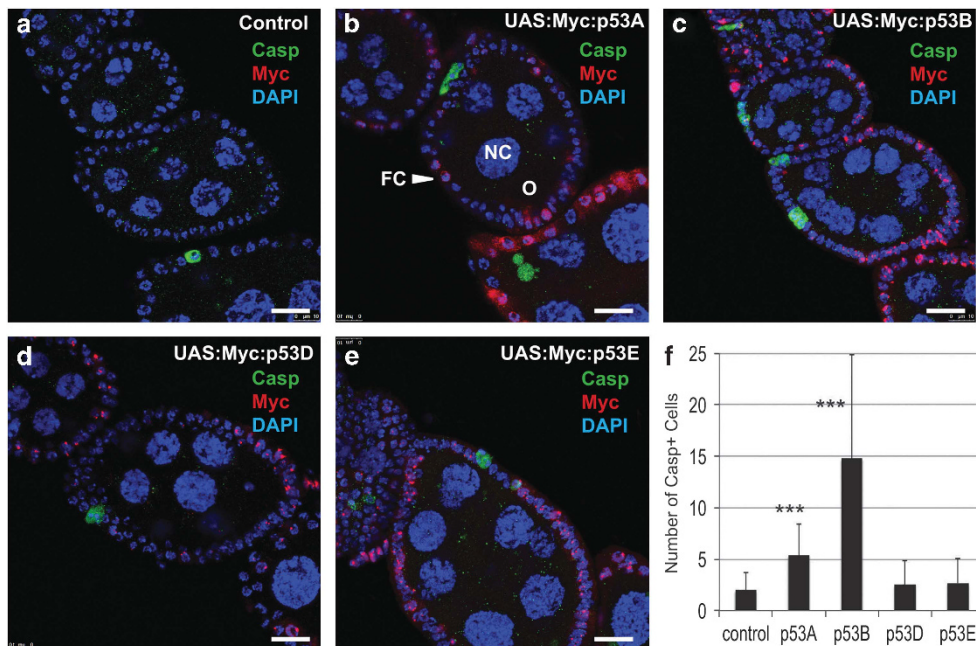 a
Control
Casp
Myc
DAPI
b
UAS:Myc:p53A
Casp
Myc
DAPI
NC
FC
O
c
UAS:Myc:p53B
Casp
Myc
DAPI
d
UAS:Myc:p53D
Casp
Myc
DAPI
e
UAS:Myc:p53E
Casp
Myc
DAPI
f
Number of Casp+ Cells
25
20
15
10
5
0
***
***
control p53A p53B p53D p53E